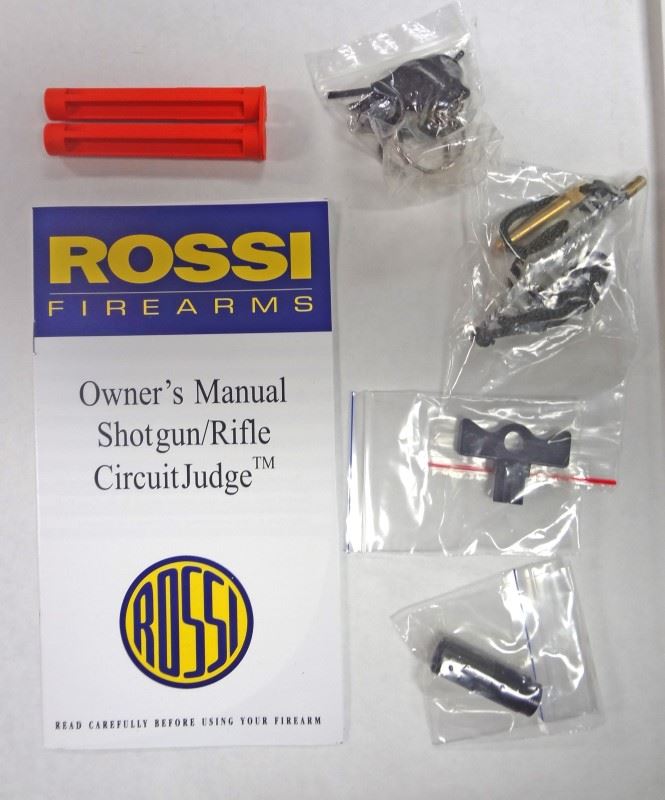 ROSSI
FIREARMS
Owner's Manual
Shotgun/Rifle
CircuitJudge™
ROSSI
READ CAREFULLY BEFORE USING YOUR FIREARM